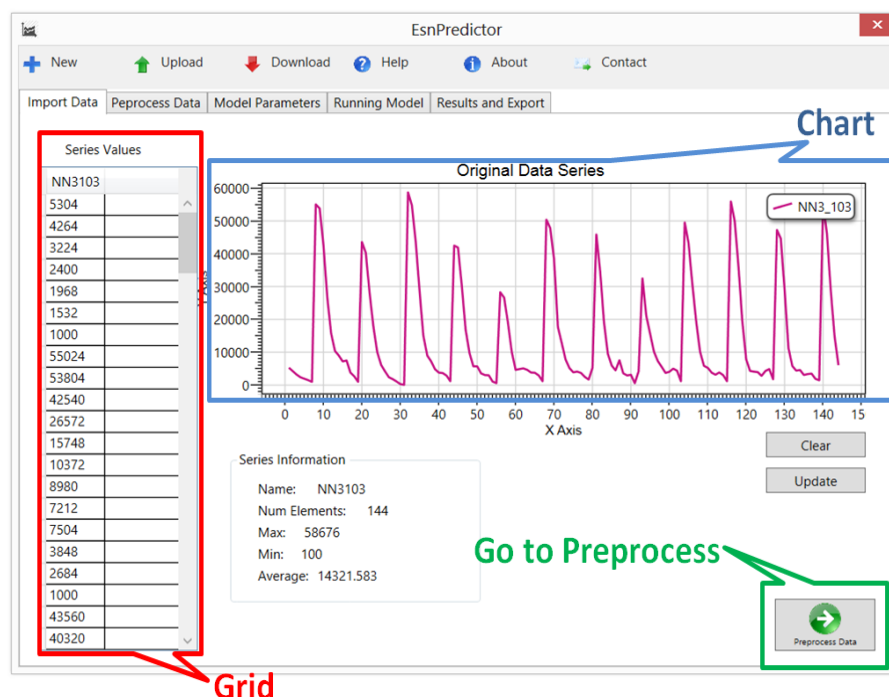 EsnPredictor
New Upload Download Help About Contact
Import Data Peprocess Data Model Parameters Running Model Results and Export
Chart
Series Values
NN3103
5304
4264
3224
2400
1968
1532
1000
55024
53804
42540
26572
15748
10372
8980
7212
7504
3848
2684
1000
43560
40320
Original Data Series
NN3_103
60000
50000
40000
30000
20000
10000
0
Axis
0 10 20 30 40 50 60 70 80 90 100 110 120 130 140 15
X Axis
Clear
Update
Series Information
Name: NN3103
Num Elements: 144
Max: 58676
Min: 100
Average: 14321.583
Go to Preprocess
Preprocess Data
Grid